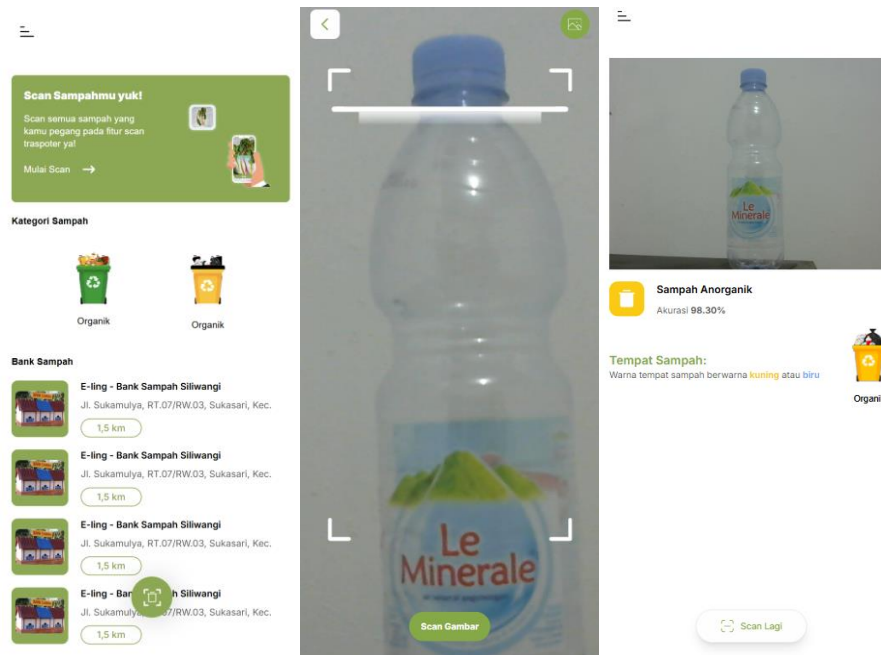 Scan Sampahmu yuk!
Scan semua sampah yang
kamu pegang pada fitur scan
traspoter ya!
Mulai Scan
Kategori Sampah
Organik
Organik
Bank Sampah
E-ling - Bank Sampah Siliwangi
Jl. Sukamulya, RT.07/RW.03, Sukasari, Kec.
1,5 km
E-ling - Bank Sampah Siliwangi
Jl. Sukamulya, RT.07/RW.03, Sukasari, Kec.
1,5 km
E-ling - Bank Sampah Siliwangi
Jl. Sukamulya, RT.07/RW.03, Sukasari, Kec.
1,5 km
E-ling - Ban h Siliwangi
Jl. Sukamulya 07/RW.03, Sukasari, Kec.
1,5 km
Le
Minerale
Scan Gambar
Le
Minerale
Sampah Anorganik
Akurasi 98.30%
Tempat Sampah:
Warna tempat sampah berwarna kuning atau biru
Organi
Scan Lagi